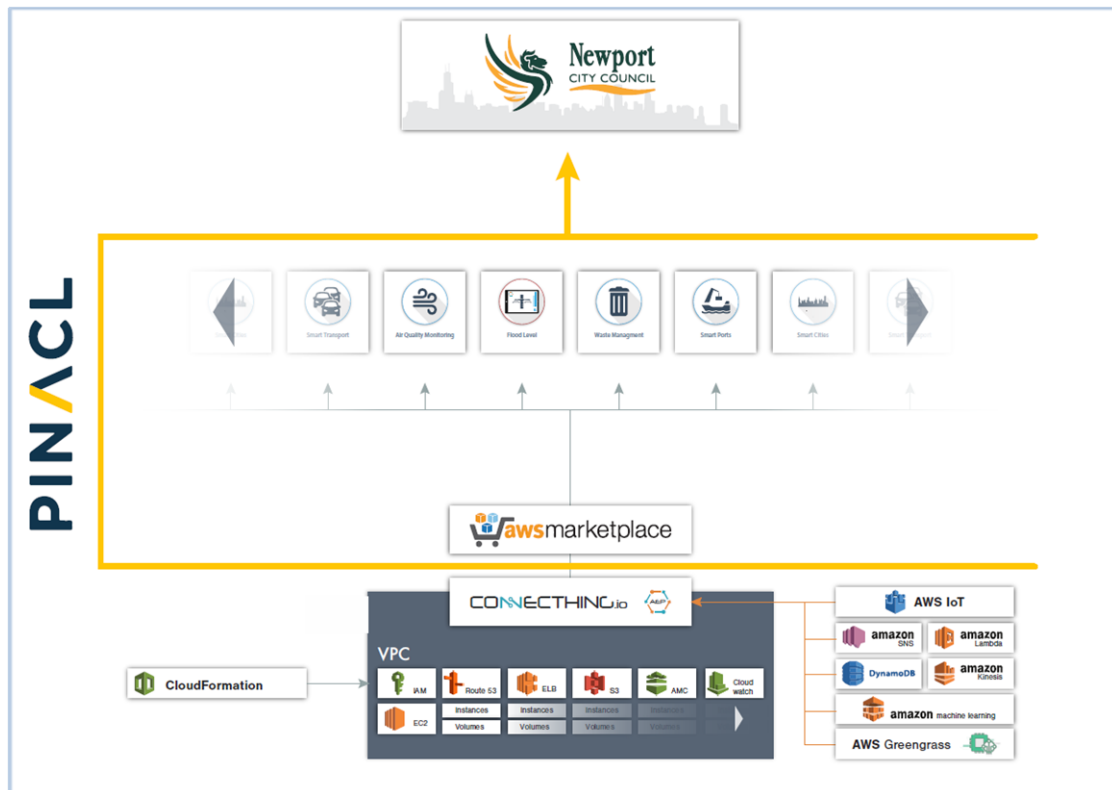 Newport
CITY COUNCIL
PINACL
Smart Transport
Air Quality Monitoring
Flood Level
Waste Managment
Smart Ports
Smart Cities
awsmarketplace
CONNECTHING.io
AEP
VPC
CloudFormation
IAM
Route 53
ELB
S3
AMC
Cloud
watch
EC2
Instances
Instances
Instances
Instances
Volumes
Volumes
Volumes
Volumes
AWS IoT
amazon
SNS
amazon
Lambda
DynamoDB
amazon
Kinesis
amazon machine learning
AWS Greengrass